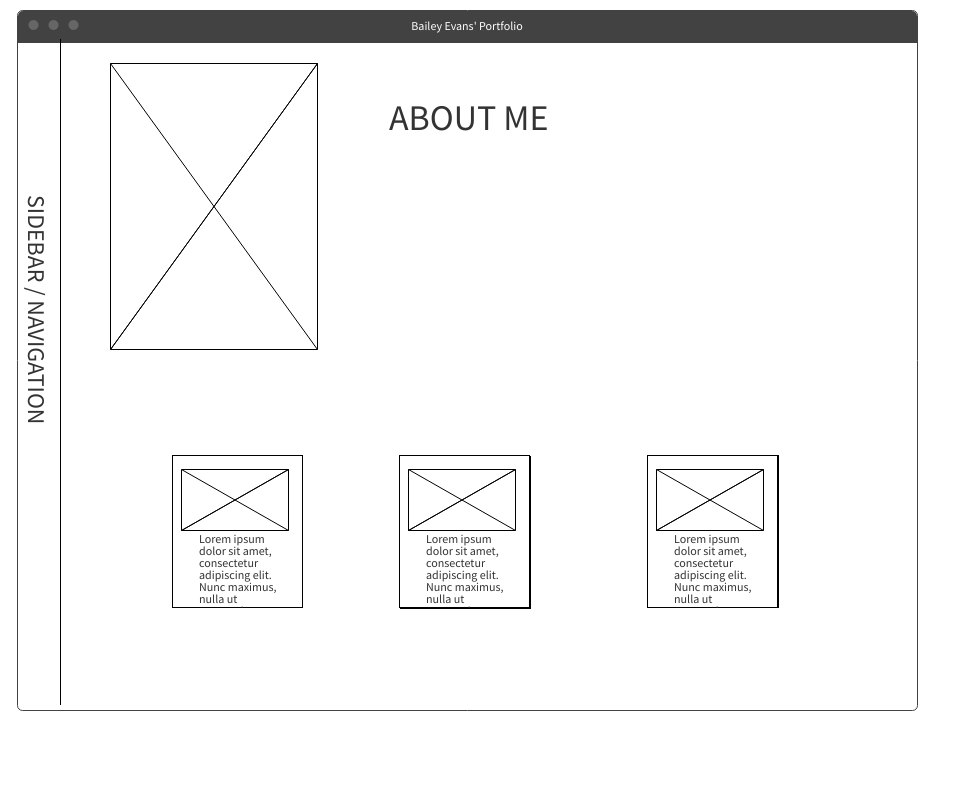 Bailey Evans' Portfolio
SIDEBAR / NAVIGATION
ABOUT ME
Lorem ipsum
dolor sit amet,
consectetur
adipiscing elit.
Nunc maximus,
nulla ut
Lorem ipsum
dolor sit amet,
consectetur
adipiscing elit.
Nunc maximus,
nulla ut
Lorem ipsum
dolor sit amet,
consectetur
adipiscing elit.
Nunc maximus,
nulla ut